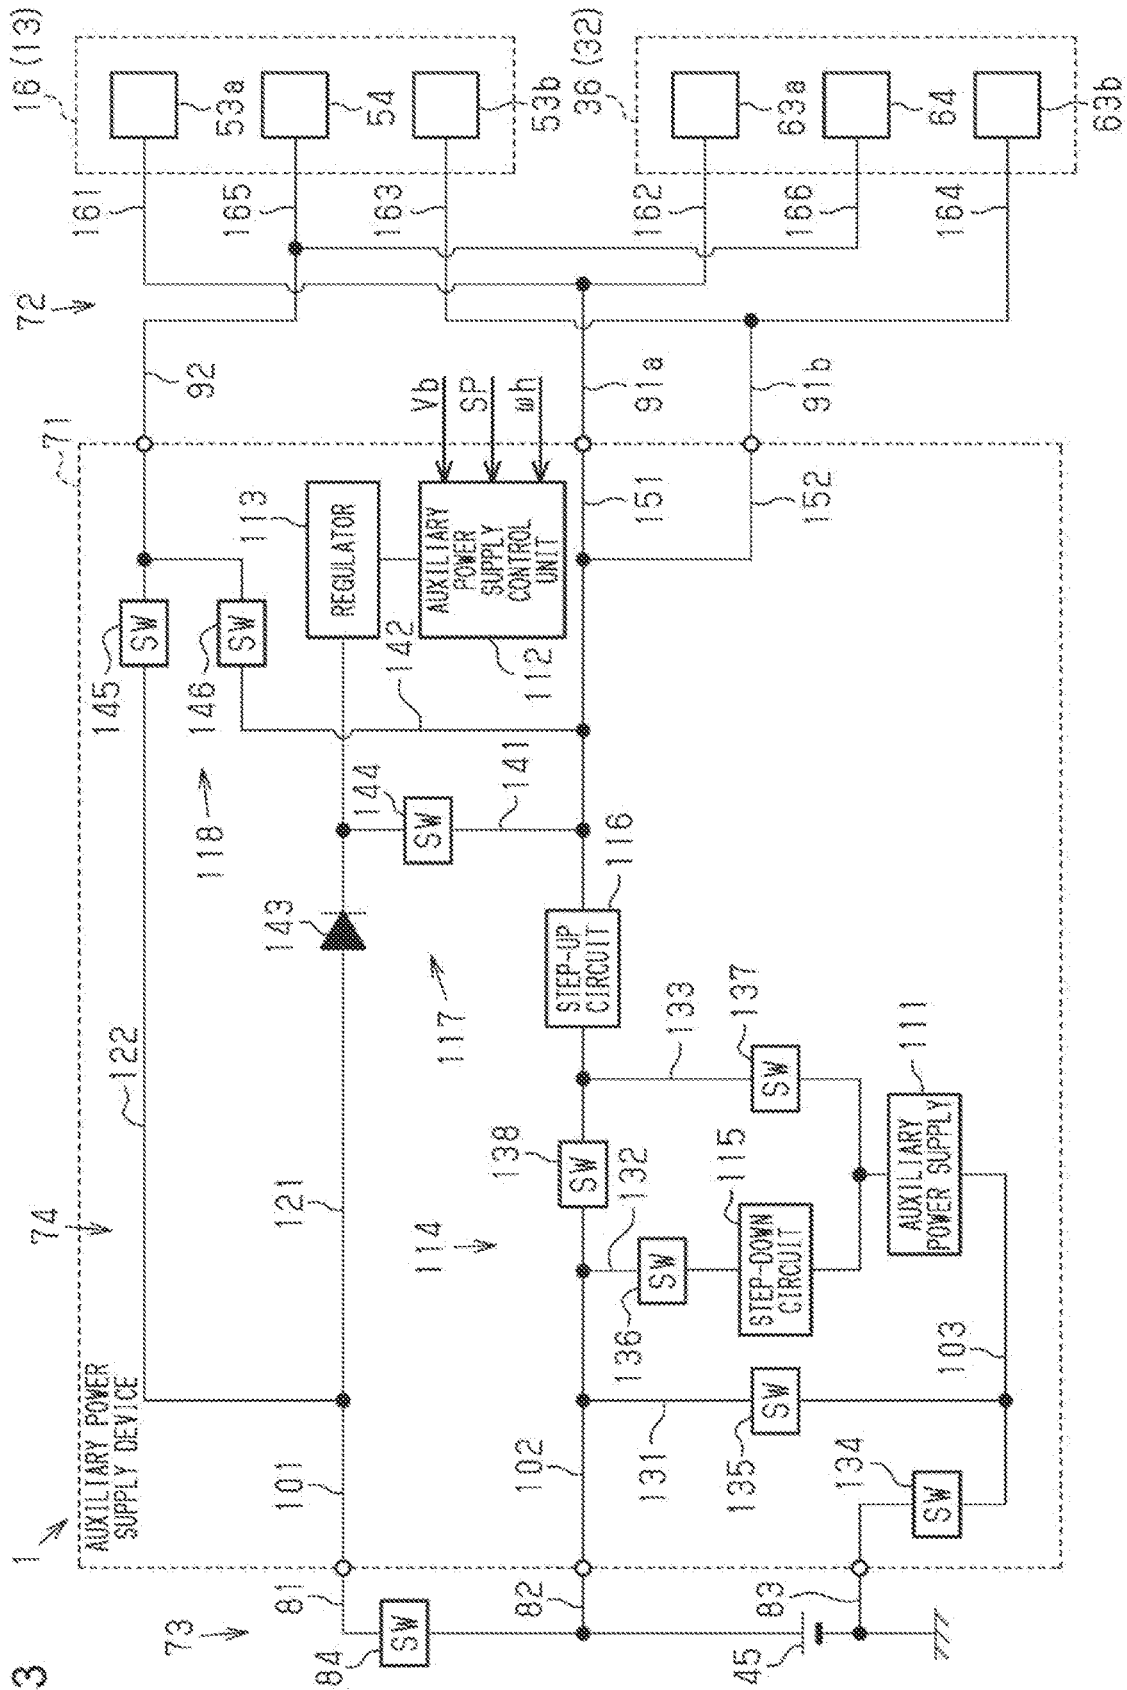 3
1
AUXILIARY POWER
SUPPLY DEVICE
74
122
118
145
SW
146
SW
71
92
72
16 (13)
53a
54
53b
161
165
163
36 (32)
63a
64
63b
162
166
164
73
84
SW
81
101
121
143
117
144
SW
141
142
REGULATOR
113
AUXILIARY
POWER
SUPPLY
CONTROL
UNIT
112
Vb
SP
wh
82
102
114
138
SW
132
136
SW
STEP-DOWN
CIRCUIT
115
STEP-UP
CIRCUIT
116
133
137
SW
151
152
91a
91b
131
135
SW
45
83
134
SW
103
AUXILIARY
POWER SUPPLY
111